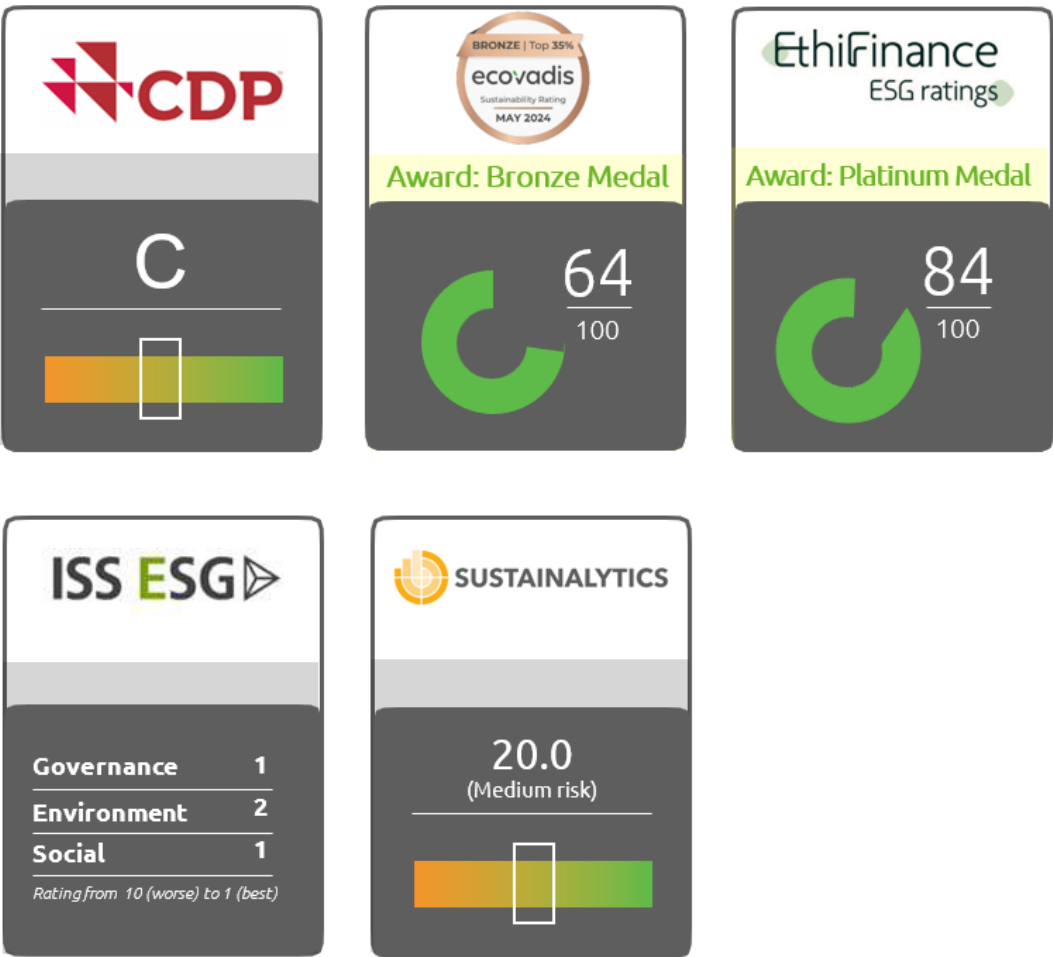 CDP
C
BRONZE | Top 35%
ecovadis
Sustainability Rating
MAY 2024
Award: Bronze Medal
64
100
EthiFinance
ESG ratings
Award: Platinum Medal
84
100
ISS ESG
Governance 1
Environment 2
Social 1
Rating from 10 (worse) to 1 (best)
SUSTAINALYTICS
20.0
(Medium risk)